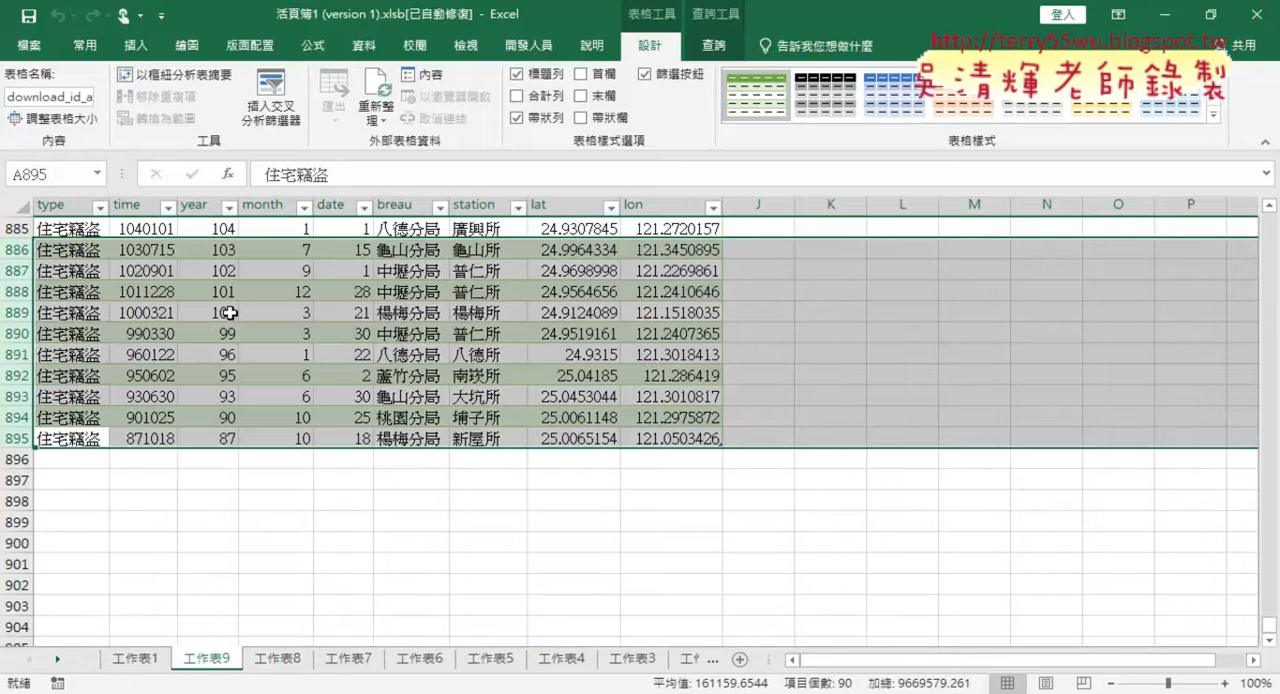 活頁簿1 (version 1).xlsb[已自動修復] - Excel
表格工具 查詢工具
登入
檔案 常用 插入 繪圖 版面配置 公式 資料 校閱 檢視 開發人員 說明 設計 查詢 告訴我您想做什麼 共用
http://terry55wu.blogspot.tw
吳清輝老師錄製
表格名稱:
download_id_a
調整表格大小
內容
以樞紐分析表摘要
移除重複項
轉換為範圍
插入交叉
分析篩選器
工具
匯出
重新整
理
內容
以瀏覽器開啟
取消連結
外部表格資料
標題列 首欄 篩選按鈕
合計列 末欄
帶狀列 帶狀欄
表格樣式選項
表格樣式
A895 fx 住宅竊盜
type time year month date breau station lat lon J K L M N O P
885 住宅竊盜 1040101 104 1 1 八德分局 廣興所 24.9307845 121.2720157
886 住宅竊盜 1030715 103 7 15 龜山分局 龜山所 24.9964334 121.3450895
887 住宅竊盜 1020901 102 9 1 中壢分局 普仁所 24.9698998 121.2269861
888 住宅竊盜 1011228 101 12 28 中壢分局 普仁所 24.9564656 121.2410646
889 住宅竊盜 1000321 3 21 楊梅分局 楊梅所 24.9124089 121.1518035
890 住宅竊盜 990330 99 3 30 中壢分局 普仁所 24.9519161 121.2407365
891 住宅竊盜 960122 96 1 22 八德分局 八德所 24.9315 121.3018413
892 住宅竊盜 950602 95 6 2 蘆竹分局 南崁所 25.04185 121.286419
893 住宅竊盜 930630 93 6 30 龜山分局 大坑所 25.0453044 121.3010817
894 住宅竊盜 901025 90 10 25 桃園分局 埔子所 25.0061148 121.2975872
895 住宅竊盜 871018 87 10 18 楊梅分局 新屋所 25.0065154 121.0503426
896
897
898
899
900
901
902
903
904
工作表1 工作表9 工作表8 工作表7 工作表6 工作表5 工作表4 工作表3 ...
就緒 平均值: 161159.6544 項目個數: 90 加總: 9669579.261 100%